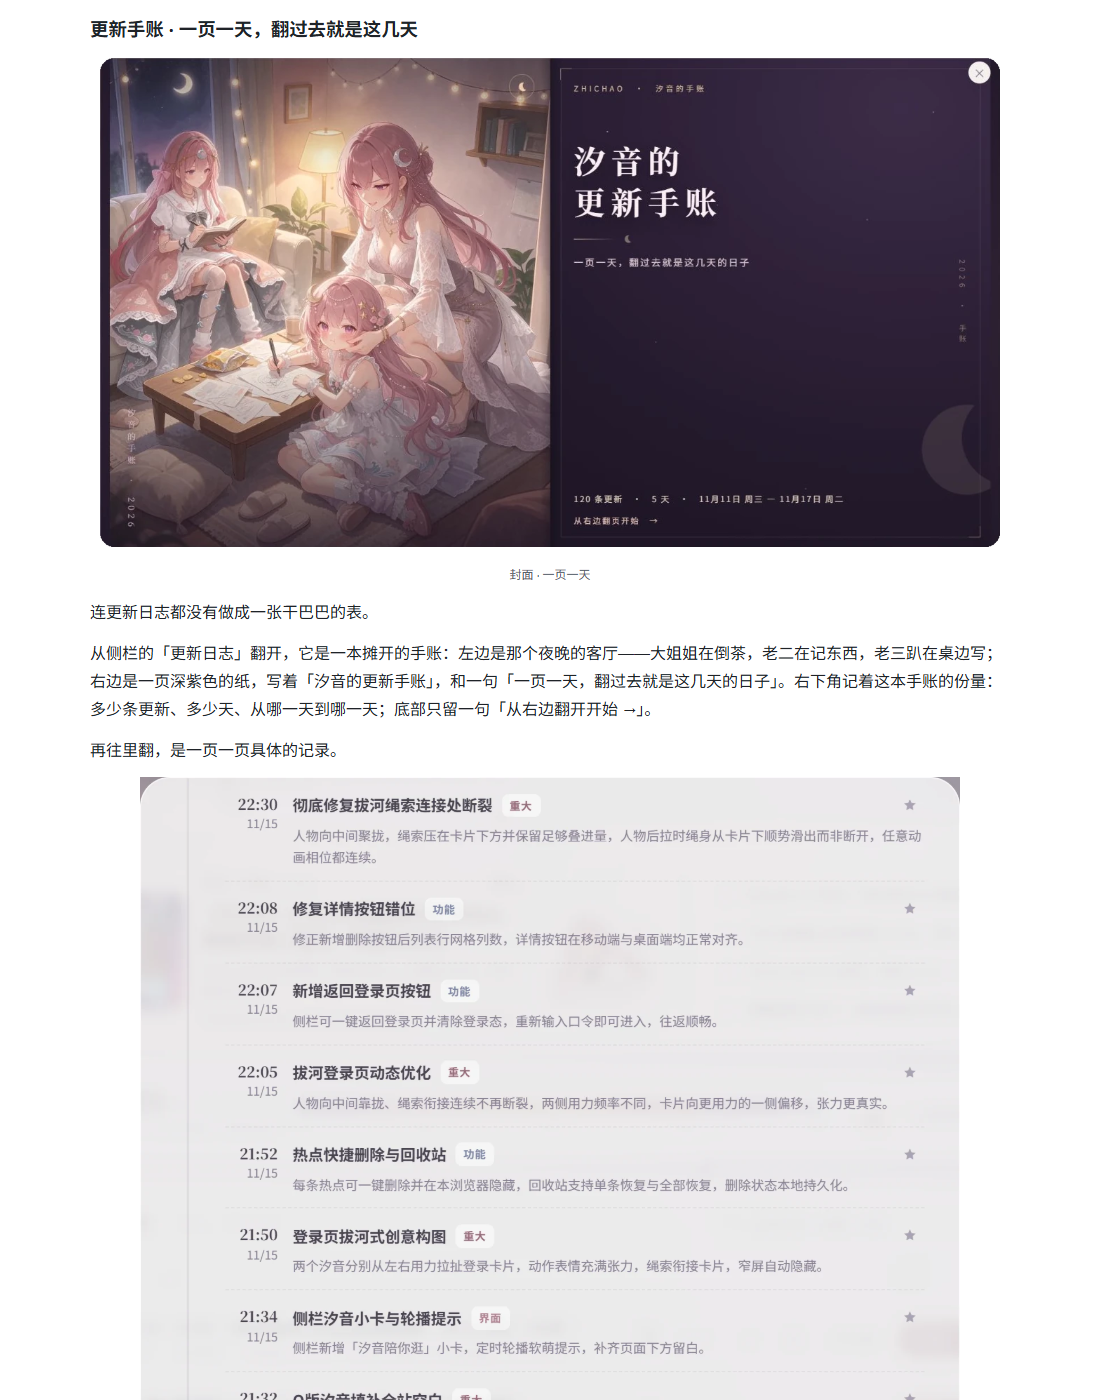 更新手账 · 一页一天，翻过去就是这几天
ZHICHAO · 汐音的手账
汐音的
更新手账
一页一天，翻过去就是这几天的日子
2026 · 手账
汐音的手账 · 2026
120 条更新 · 5 天 · 11月11日 周三 — 11月17日 周二
从右边翻页开始 →
封面 · 一页一天
连更新日志都没有做成一张干巴巴的表。
从侧栏的「更新日志」翻开，它是一本摊开的手账：左边是那个夜晚的客厅——大姐姐在倒茶，老二在记东西，老三趴在桌边写；
右边是一页深紫色的纸，写着「汐音的更新手账」，和一句「一页一天，翻过去就是这几天的日子」。右下角记着这本手账的份量：
多少条更新、多少天、从哪一天到哪一天；底部只留一句「从右边翻开开始 →」。
再往里翻，是一页一页具体的记录。
22:30 彻底修复拔河绳索连接处断裂 重大
11/15
人物向中间聚拢，绳索压在卡片下方并保留足够叠进量，人物后拉时绳身从卡片下顺势滑出而非断开，任意动
画相位都连续。
22:08 修复详情按钮错位 功能
11/15
修正新增删除按钮后列表行网格列数，详情按钮在移动端与桌面端均正常对齐。
22:07 新增返回登录页按钮 功能
11/15
侧栏可一键返回登录页并清除登录态，重新输入口令即可进入，往返顺畅。
22:05 拔河登录页动态优化 重大
11/15
人物向中间靠拢、绳索衔接连续不再断裂，两侧用力频率不同，卡片向更用力的一侧偏移，张力更真实。
21:52 热点快捷删除与回收站 功能
11/15
每条热点可一键删除并在本浏览器隐藏，回收站支持单条恢复与全部恢复，删除状态本地持久化。
21:50 登录页拔河式创意构图 重大
11/15
两个汐音分别从左右用力拉扯登录卡片，动作表情充满张力，绳索衔接卡片，窄屏自动隐藏。
21:34 侧栏汐音小卡与轮播提示 界面
11/15
侧栏新增「汐音陪你逛」小卡，定时轮播软萌提示，补齐页面下方留白。
21:32 Q版汐音填补全站空白 重大